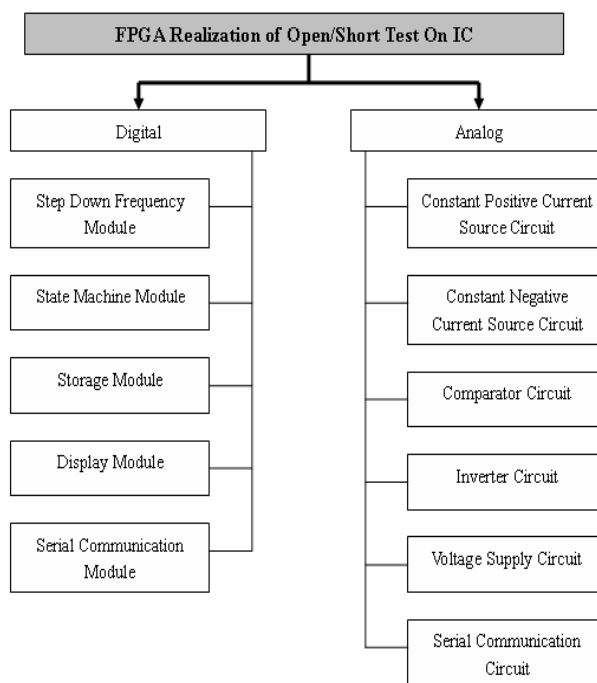 FPGA Realization of Open/Short Test On IC
Digital
Step Down Frequency
Module
State Machine Module
Storage Module
Display Module
Serial Communication
Module
Analog
Constant Positive Current
Source Circuit
Constant Negative
Current Source Circuit
Comparator Circuit
Inverter Circuit
Voltage Supply Circuit
Serial Communication
Circuit